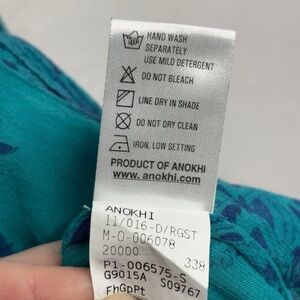 HAND WASH
SEPARATELY
USE MILD DETERGENT
DO NOT BLEACH
LINE DRY IN SHADE
DO NOT DRY CLEAN
IRON, LOW SETTING
PRODUCT OF ANOKHI
www.anokhi.com
ANOKHI
11/016-D/RGST
M-O-006078
20000 338
P1-006575-S
G9015A S09767
FhGpPt